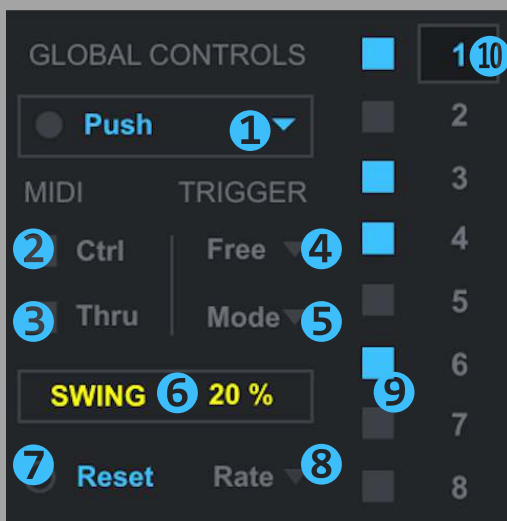 GLOBAL CONTROLS
Push 1
MIDI TRIGGER
2 Ctrl Free 4
3 Thru Mode 5
SWING 6 20 %
7 Reset Rate 8
1 10
2
3
4
5
6
9
7
8